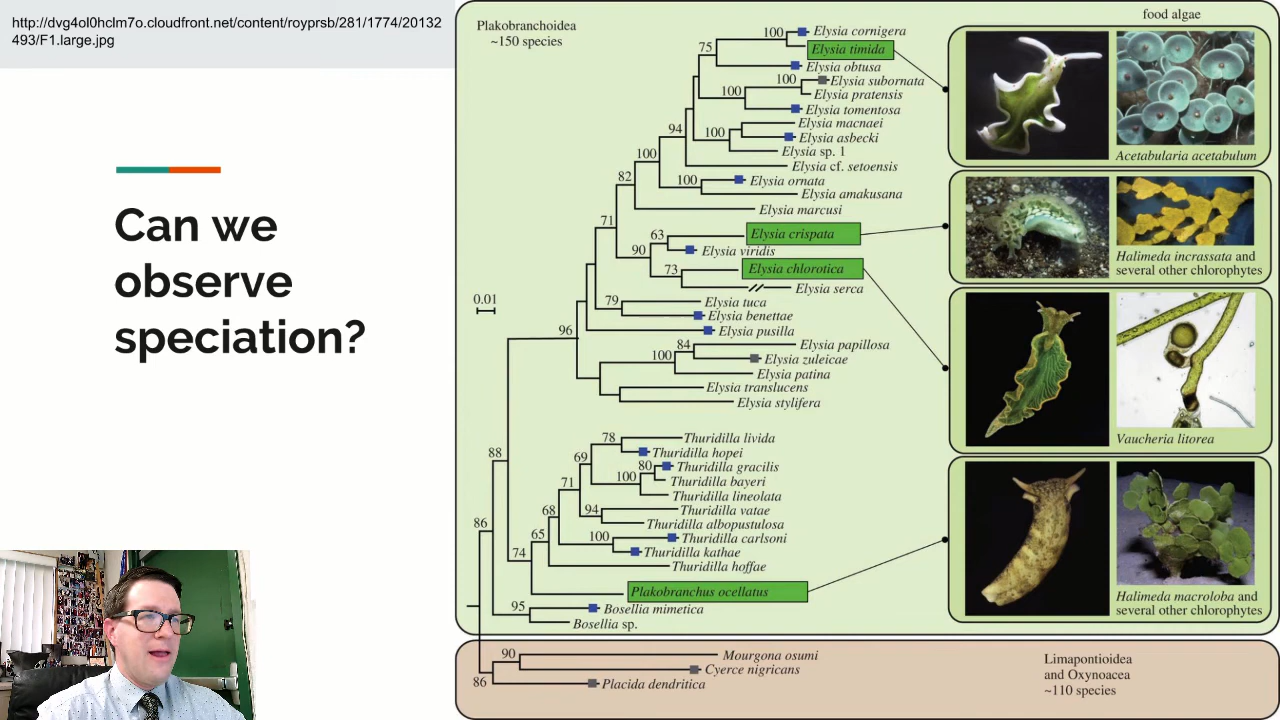 http://dvg4ol0hclm7o.cloudfront.net/content/royprsb/281/1774/20132
493/F1.large.jpg
Can we
observe
speciation?
Plakobranchoidea
~150 species
food algae
100
Elysia cornigera
Elysia timida
75
Elysia obtusa
100
Elysia subornata
Elysia pratensis
100
Elysia tomentosa
Elysia macnaei
94
100
Elysia asbecki
Elysia sp. 1
100
Elysia cf. setoensis
82
100
Elysia ornata
Elysia amakusana
Elysia marcusi
71
63
Elysia crispata
90
Elysia viridis
73
Elysia chlorotica
Elysia serca
0.01
79
Elysia tuca
Elysia benettae
96
Elysia pusilla
84
Elysia papillosa
100
Elysia zuleicae
Elysia patina
Elysia translucens
Elysia stylifera
78
Thuridilla livida
Thuridilla hopei
88
69
80
Thuridilla gracilis
100
Thuridilla bayeri
71
Thuridilla lineolata
68
94
Thuridilla vatae
Thuridilla albopustulosa
86
65
100
Thuridilla carlsoni
74
Thuridilla kathae
Thuridilla hoffae
Plakobranchus ocellatus
95
Bosellia mimetica
Bosellia sp.
90
Mourgona osumi
Cyerce nigricans
86
Placida dendritica
Acetabularia acetabulum
Halimeda incrassata and
several other chlorophytes
Vaucheria litorea
Halimeda macroloba and
several other chlorophytes
Limapontioidea
and Oxynoacea
~110 species